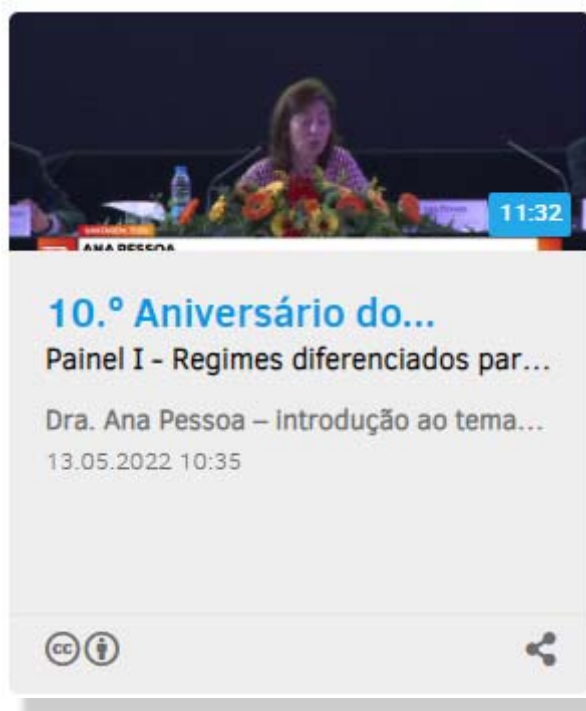 11:32
ANA PESSOA
10.º Aniversário do...
Painel I - Regimes diferenciados par...
Dra. Ana Pessoa – introdução ao tema...
13.05.2022 10:35
cc